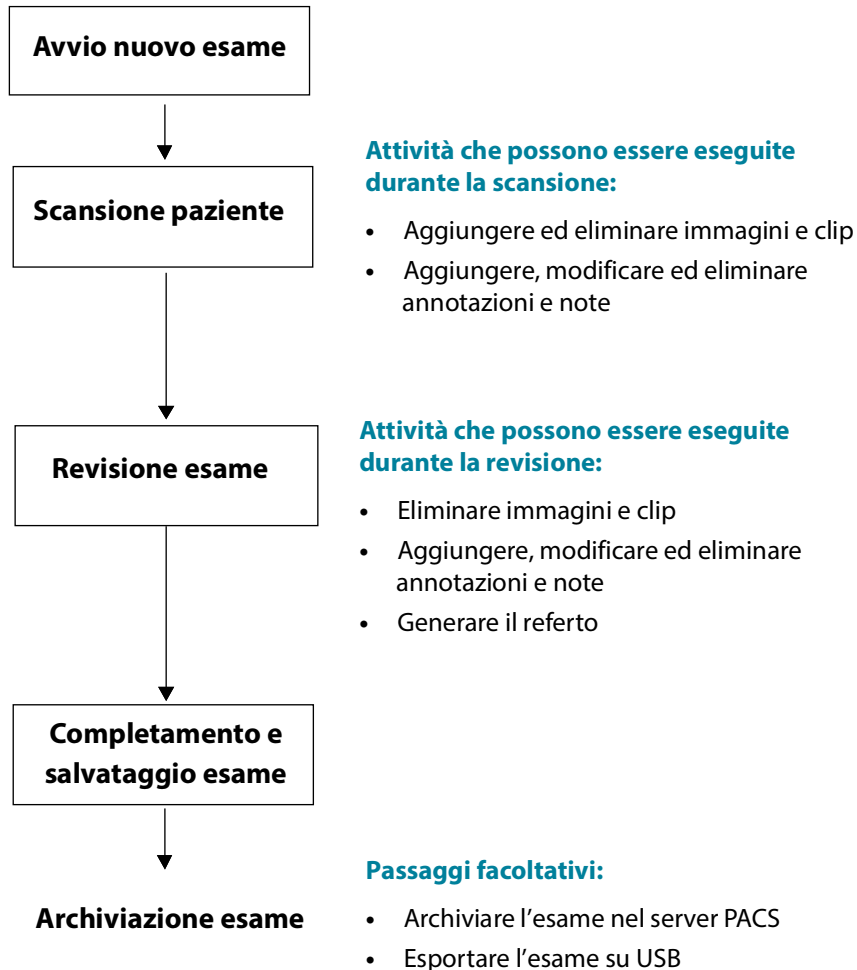 Avvio nuovo esame
Scansione paziente
Attività che possono essere eseguite
durante la scansione:
• Aggiungere ed eliminare immagini e clip
• Aggiungere, modificare ed eliminare
annotazioni e note
Revisione esame
Attività che possono essere eseguite
durante la revisione:
• Eliminare immagini e clip
• Aggiungere, modificare ed eliminare
annotazioni e note
• Generare il referto
Completamento e
salvataggio esame
Archiviazione esame
Passaggi facoltativi:
• Archiviare l'esame nel server PACS
• Esportare l'esame su USB